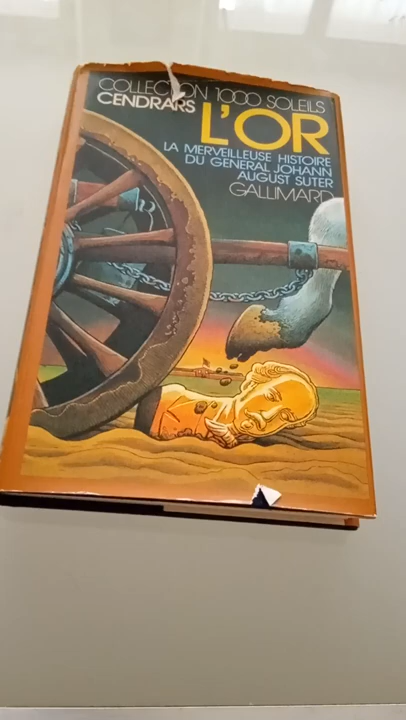 COLLECTION 1000 SOLEILS
CENDRARS
L'OR
LA MERVEILLEUSE HISTOIRE
DU GENERAL JOHANN
AUGUST SUTER
GALLIMARD